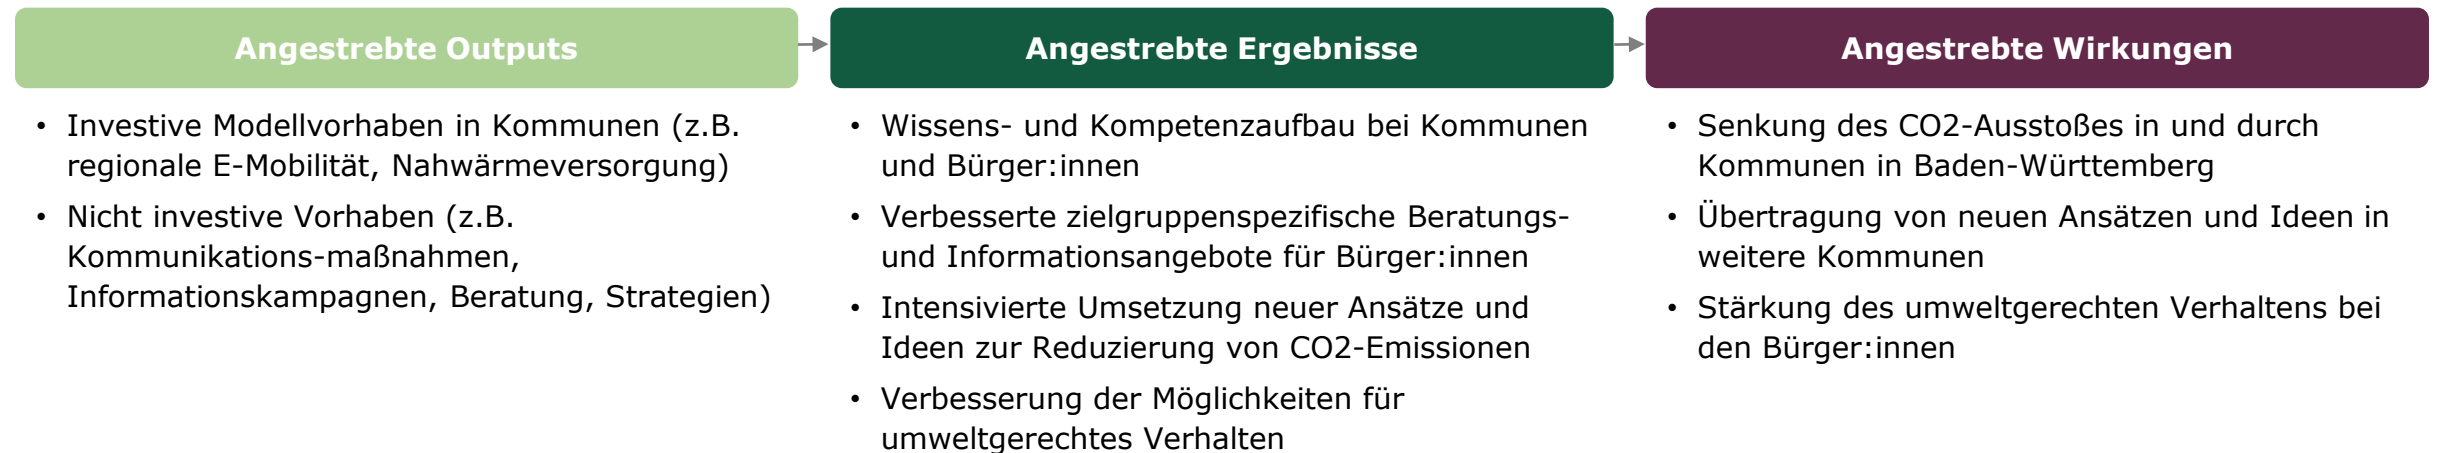 Angestrebte Outputs
• Investive Modellvorhaben in Kommunen (z.B.
regionale E-Mobilität, Nahwärmeversorgung)
• Nicht investive Vorhaben (z.B.
Kommunikations-maßnahmen,
Informationskampagnen, Beratung, Strategien)
Angestrebte Ergebnisse
• Wissens- und Kompetenzaufbau bei Kommunen
und Bürger:innen
• Verbesserte zielgruppenspezifische Beratungs-
und Informationsangebote für Bürger:innen
• Intensivierte Umsetzung neuer Ansätze und
Ideen zur Reduzierung von CO2-Emissionen
• Verbesserung der Möglichkeiten für
umweltgerechtes Verhalten
Angestrebte Wirkungen
• Senkung des CO2-Ausstoßes in und durch
Kommunen in Baden-Württemberg
• Übertragung von neuen Ansätzen und Ideen in
weitere Kommunen
• Stärkung des umweltgerechten Verhaltens bei
den Bürger:innen